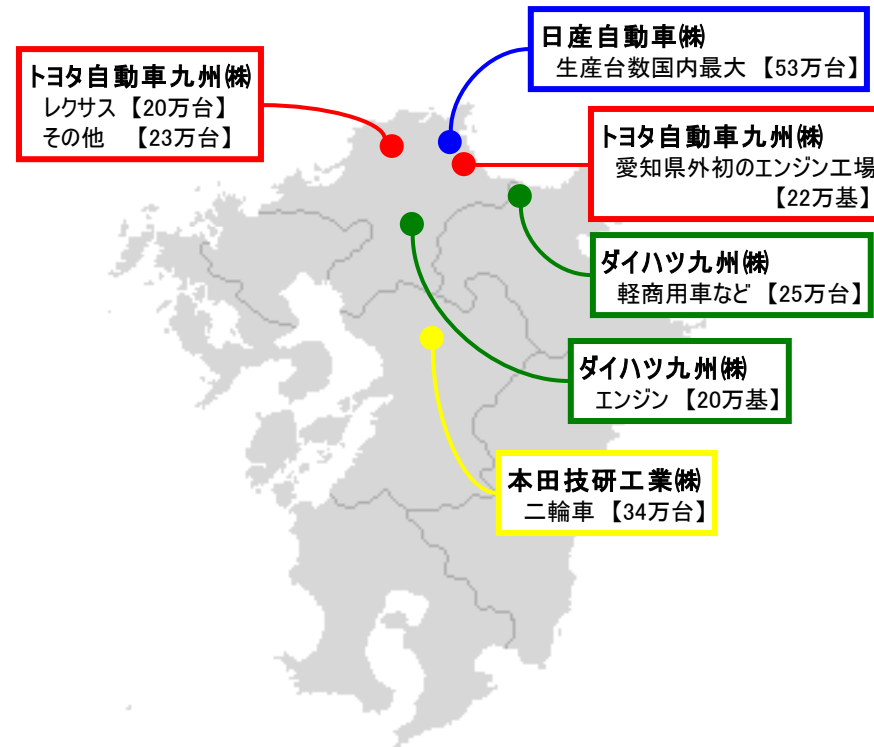 日産自動車㈱
生産台数国内最大 【53万台】
トヨタ自動車九州㈱
レクサス 【20万台】
その他 【23万台】
トヨタ自動車九州㈱
愛知県外初のエンジン工場
【22万基】
ダイハツ九州㈱
軽商用車など 【25万台】
ダイハツ九州㈱
エンジン 【20万基】
本田技研工業㈱
二輪車 【34万台】